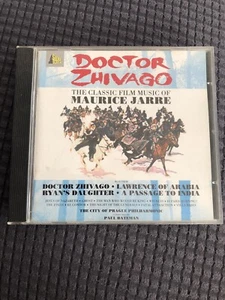 DOCTOR
ZHIVAGO
THE CLASSIC FILM MUSIC OF
MAURICE JARRE
DOCTOR ZHIVAGO • LAWRENCE OF ARABIA
RYAN'S DAUGHTER • A PASSAGE TO INDIA
THE CITY OF PRAGUE PHILHARMONIC
PAUL BATEMAN